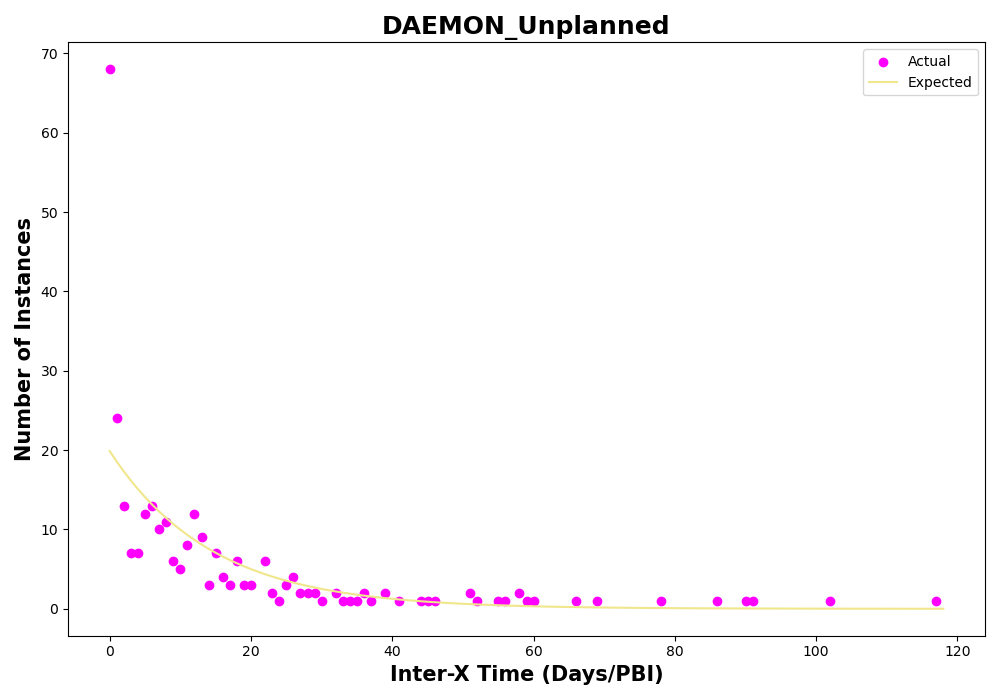 DAEMON_Unplanned
Actual
Expected
Number of Instances
70
60
50
40
30
20
10
0
0 20 40 60 80 100 120
Inter-X Time (Days/PBI)